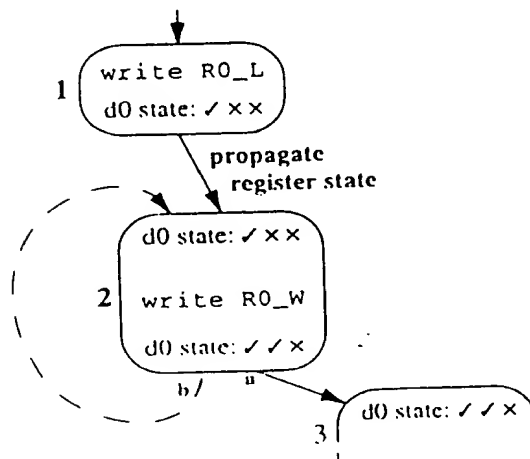 write R0_L
1
d0 state: ✓××
propagate
register state
d0 state: ✓××
2
write R0_W
d0 state: ✓✓×
b/ a
d0 state: ✓✓×
3